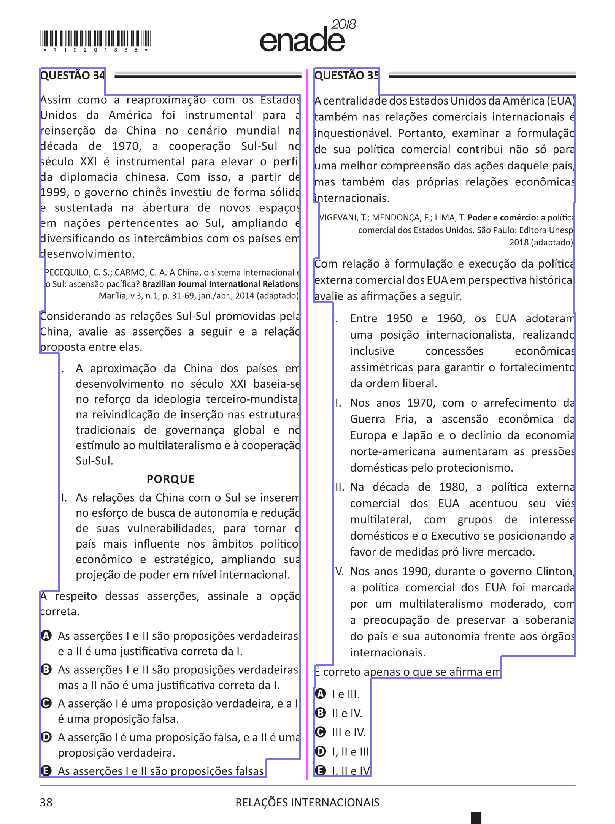 *R1020183 8*
enade2018
QUESTÃO 34
Assim como a reaproximação com os Estados
Unidos da América foi instrumental para a
reinserção da China no cenário mundial na
década de 1970, a cooperação Sul-Sul no
século XXI é instrumental para elevar o perfil
da diplomacia chinesa. Com isso, a partir de
1999, o governo chinês investiu de forma sólida
e sustentada na abertura de novos espaços
em nações pertencentes ao Sul, ampliando e
diversificando os intercâmbios com os países em
desenvolvimento.
PECEQUILO, C. S.; CARMO, C. A. A China, o sistema internacional e
o Sul: ascensão pacífica? Brazilian Journal International Relations
Marília, v.3, n.1, p. 31-69, jan./abr., 2014 (adaptado)
Considerando as relações Sul-Sul promovidas pela
China, avalie as asserções a seguir e a relação
proposta entre elas.
I. A aproximação da China dos países em
desenvolvimento no século XXI baseia-se
no reforço da ideologia terceiro-mundista,
na reivindicação de inserção nas estruturas
tradicionais de governança global e no
estímulo ao multilateralismo e à cooperação
Sul-Sul.
PORQUE
II. As relações da China com o Sul se inserem
no esforço de busca de autonomia e redução
de suas vulnerabilidades, para tornar o
país mais influente nos âmbitos político,
econômico e estratégico, ampliando sua
projeção de poder em nível internacional.
A respeito dessas asserções, assinale a opção
correta.
A As asserções I e II são proposições verdadeiras,
e a II é uma justificativa correta da I.
B As asserções I e II são proposições verdadeiras,
mas a II não é uma justificativa correta da I.
C A asserção I é uma proposição verdadeira, e a II
é uma proposição falsa.
D A asserção I é uma proposição falsa, e a II é uma
proposição verdadeira.
E As asserções I e II são proposições falsas.
QUESTÃO 35
A centralidade dos Estados Unidos da América (EUA)
também nas relações comerciais internacionais é
inquestionável. Portanto, examinar a formulação
de sua política comercial contribui não só para
uma melhor compreensão das ações daquele país,
mas também das próprias relações econômicas
internacionais.
VIGEVANI, T.; MENDONÇA, F.; LIMA, T. Poder e comércio: a política
comercial dos Estados Unidos. São Paulo: Editora Unesp,
2018 (adaptado)
Com relação à formulação e execução da política
externa comercial dos EUA em perspectiva histórica,
avalie as afirmações a seguir.
I. Entre 1950 e 1960, os EUA adotaram
uma posição internacionalista, realizando
inclusive concessões econômicas
assimétricas para garantir o fortalecimento
da ordem liberal.
II. Nos anos 1970, com o arrefecimento da
Guerra Fria, a ascensão econômica da
Europa e Japão e o declínio da economia
norte-americana aumentaram as pressões
domésticas pelo protecionismo.
III. Na década de 1980, a política externa
comercial dos EUA acentuou seu viés
multilateral, com grupos de interesse
domésticos e o Executivo se posicionando a
favor de medidas pró livre mercado.
IV. Nos anos 1990, durante o governo Clinton,
a política comercial dos EUA foi marcada
por um multilateralismo moderado, com
a preocupação de preservar a soberania
do país e sua autonomia frente aos órgãos
internacionais.
É correto apenas o que se afirma em
A I e III.
B II e IV.
C III e IV.
D I, II e III.
E I, II e IV.
38
RELAÇÕES INTERNACIONAIS